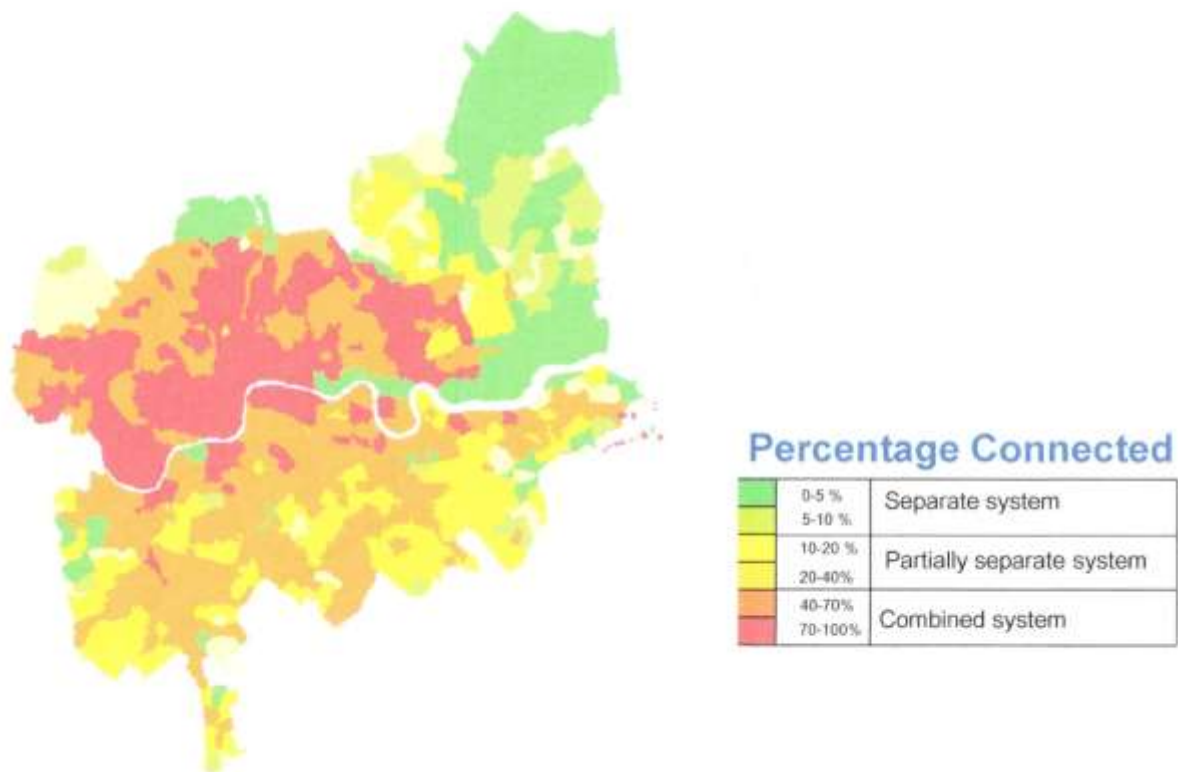 Percentage Connected
0-5 % Separate system
5-10 %
10-20 % Partially separate system
20-40%
40-70% Combined system
70-100%